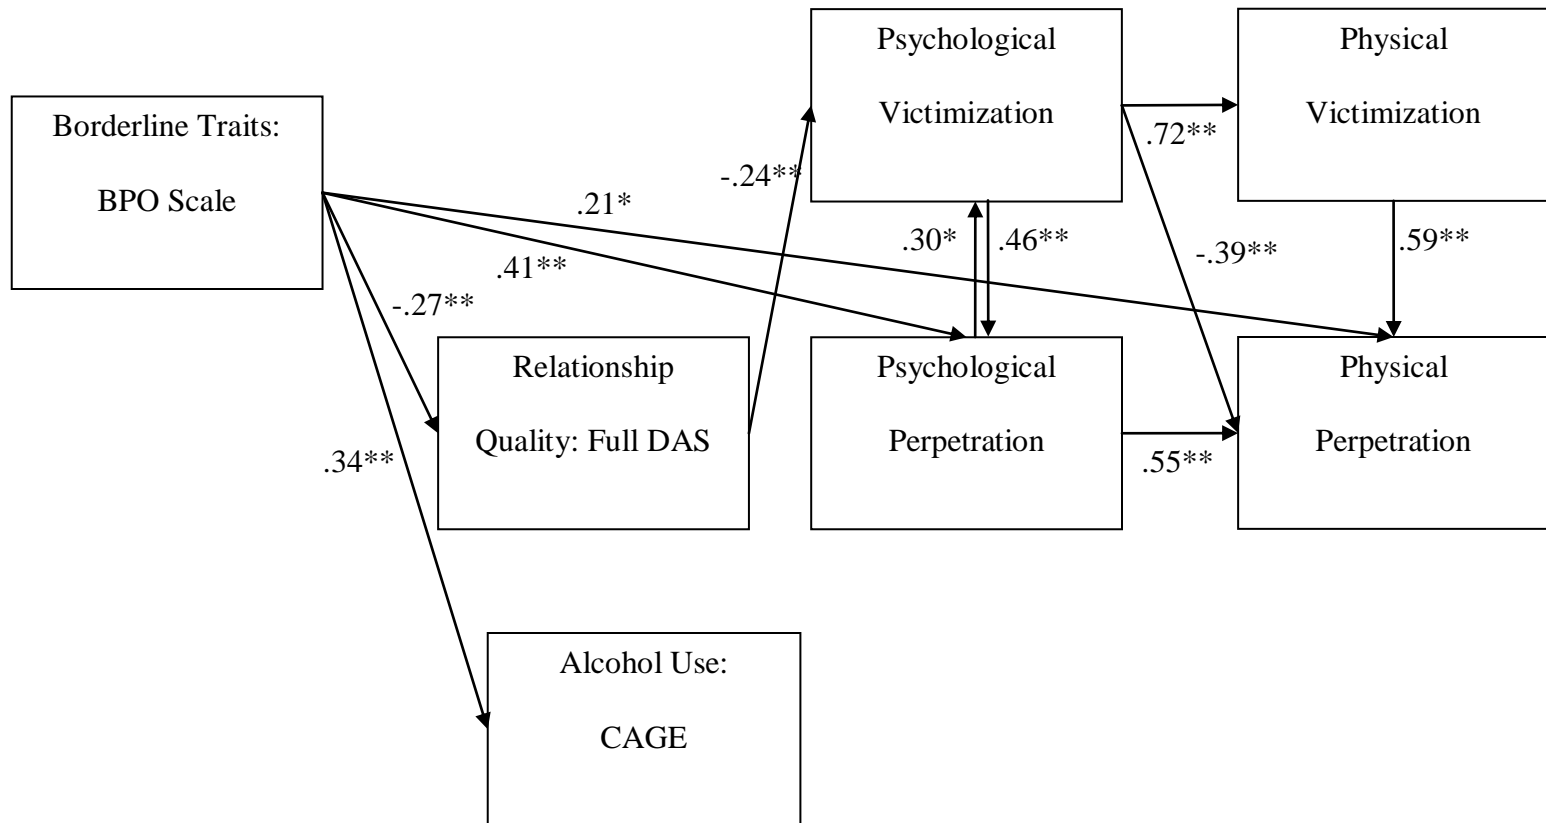 Psychological
Victimization
Physical
Victimization
Borderline Traits:
BPO Scale
.72**
-.24**
.21*
.30*
.46**
-.39**
.59**
.41**
-.27**
Relationship
Quality: Full DAS
Psychological
Perpetration
Physical
Perpetration
.34**
.55**
Alcohol Use:
CAGE